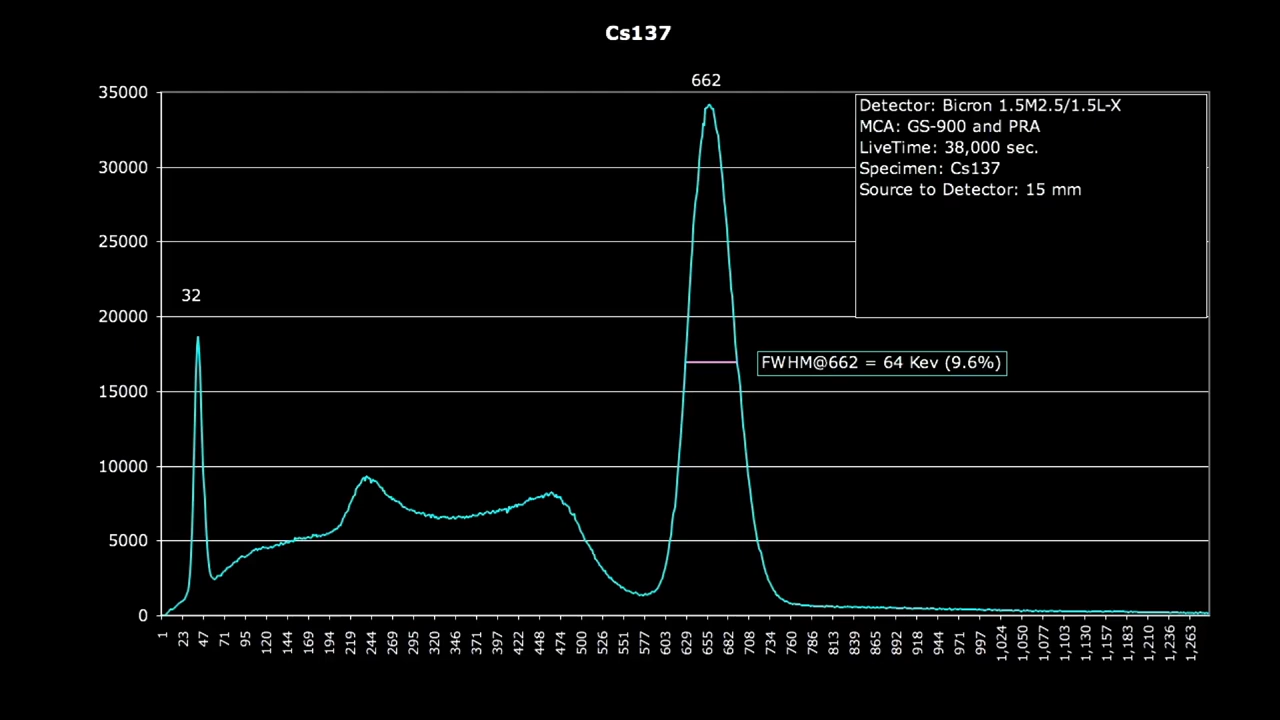 Cs137
662
35000
Detector: Bicron 1.5M2.5/1.5L-X
MCA: GS-900 and PRA
LiveTime: 38,000 sec.
Specimen: Cs137
Source to Detector: 15 mm
30000
25000
32
20000
FWHM@662 = 64 Kev (9.6%)
15000
10000
5000
0
1 23 47 71 95 120 144 169 194 219 244 269 295 320 346 371 397 422 448 474 500 526 551 577 603 629 655 682 708 734 760 786 813 839 865 892 918 944 971 997 1,024 1,050 1,077 1,103 1,130 1,157 1,183 1,210 1,236 1,263